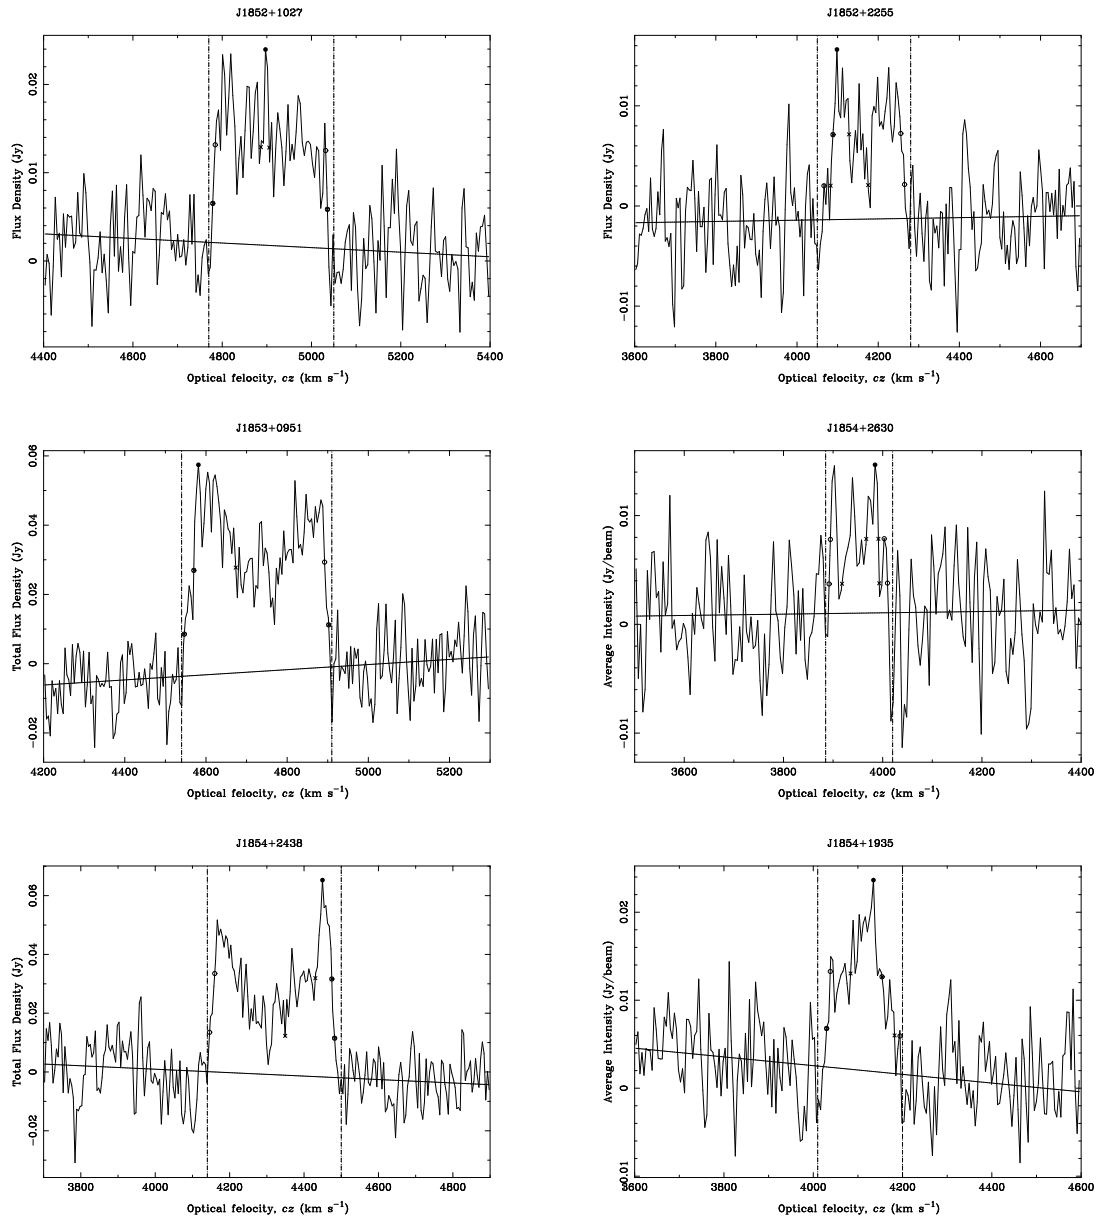 J1852+1027
J1852+2255
Flux Density (Jy)
0.02
0.01
0
4400 4600 4800 5000 5200 5400
Optical felocity, cz (km s⁻¹)
Flux Density (Jy)
0.01
0
−0.01
3600 3800 4000 4200 4400 4600
Optical felocity, cz (km s⁻¹)
J1853+0951
J1854+2630
Total Flux Density (Jy)
0.06
0.04
0.02
0
−0.02
4200 4400 4600 4800 5000 5200
Optical felocity, cz (km s⁻¹)
Average Intensity (Jy/beam)
0.01
0
−0.01
3600 3800 4000 4200 4400
Optical felocity, cz (km s⁻¹)
J1854+2438
J1854+1935
Total Flux Density (Jy)
0.06
0.04
0.02
0
−0.02
3800 4000 4200 4400 4600 4800
Optical felocity, cz (km s⁻¹)
Average Intensity (Jy/beam)
0.02
0.01
0
−0.01
3600 3800 4000 4200 4400 4600
Optical felocity, cz (km s⁻¹)